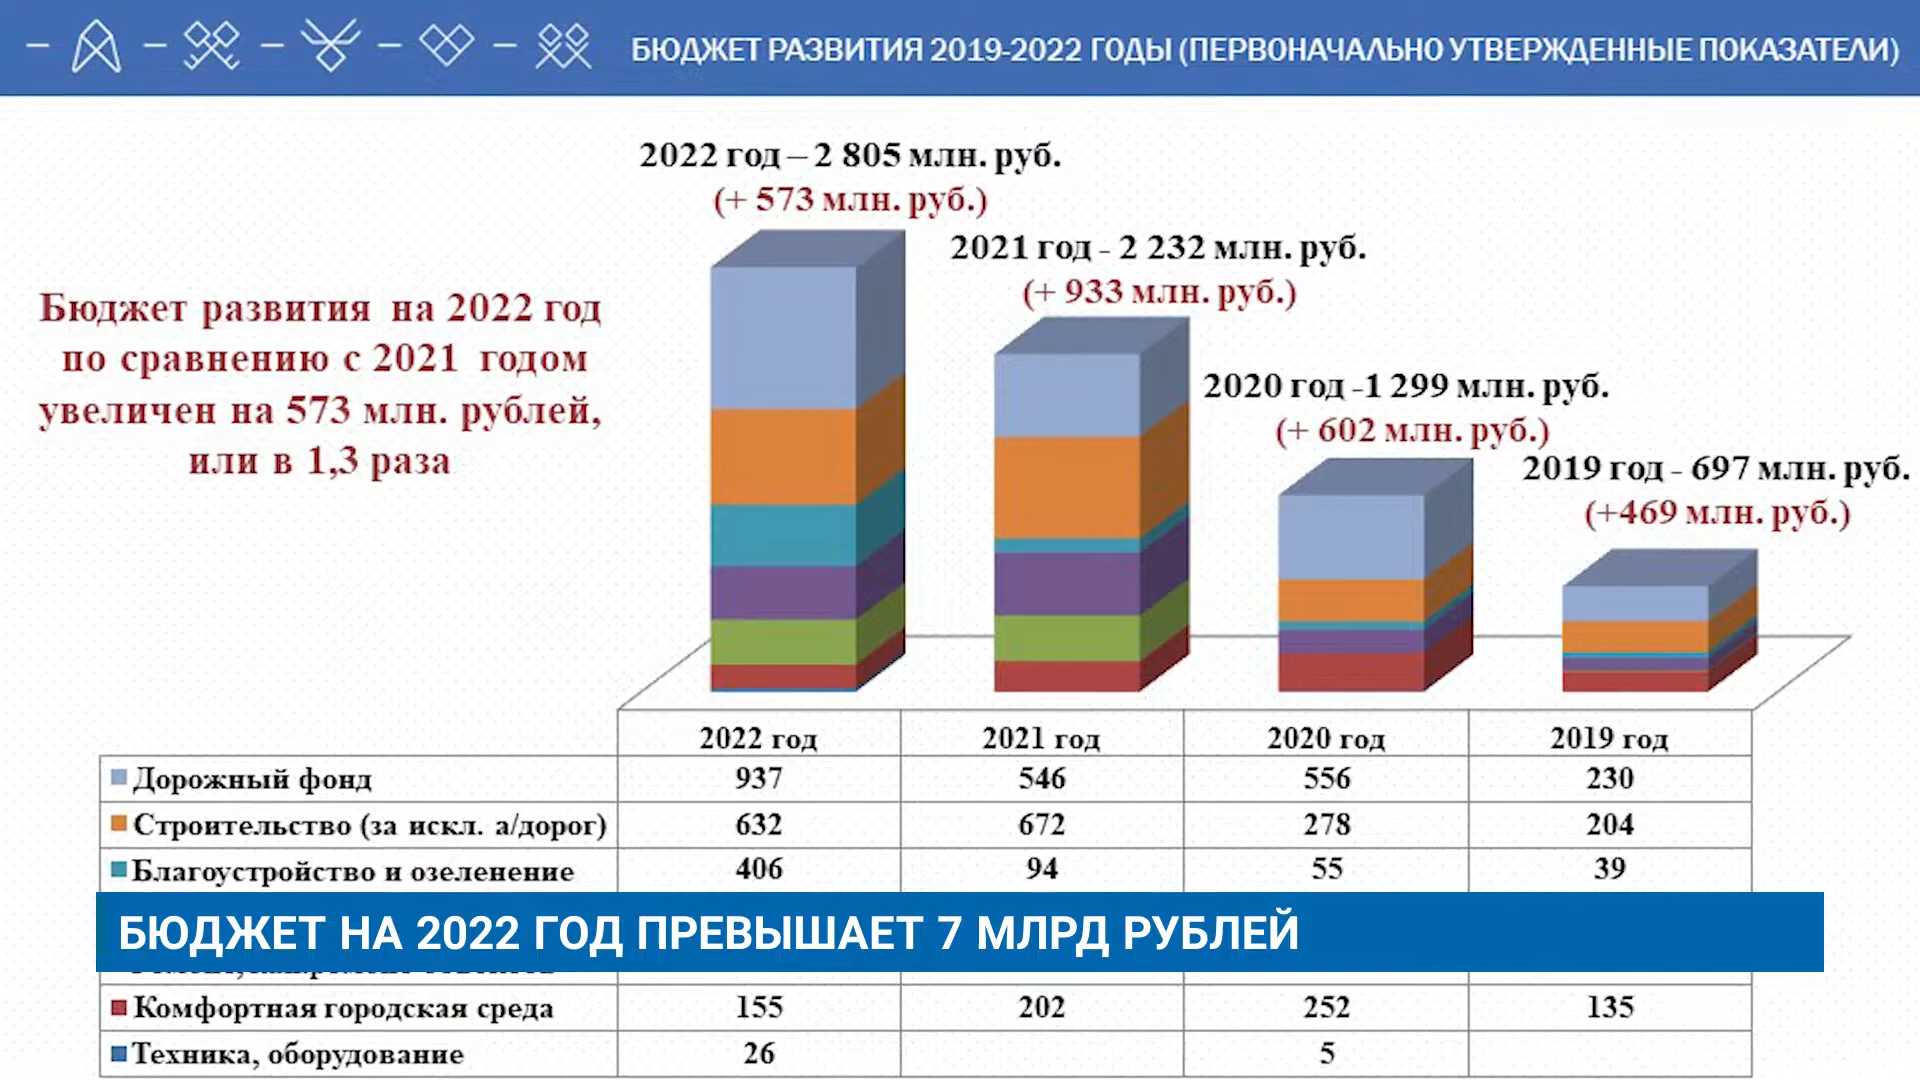 БЮДЖЕТ РАЗВИТИЯ 2019-2022 ГОДЫ (ПЕРВОНАЧАЛЬНО УТВЕРЖДЕННЫЕ ПОКАЗАТЕЛИ)
2022 год – 2 805 млн. руб.
(+ 573 млн. руб.)
2021 год - 2 232 млн. руб.
(+ 933 млн. руб.)
2020 год -1 299 млн. руб.
(+ 602 млн. руб.)
2019 год - 697 млн. руб.
(+469 млн. руб.)
Бюджет развития на 2022 год
по сравнению с 2021 годом
увеличен на 573 млн. рублей,
или в 1,3 раза
2022 год 2021 год 2020 год 2019 год
Дорожный фонд 937 546 556 230
Строительство (за искл. а/дорог) 632 672 278 204
Благоустройство и озеленение 406 94 55 39
БЮДЖЕТ НА 2022 ГОД ПРЕВЫШАЕТ 7 МЛРД РУБЛЕЙ
Комфортная городская среда 155 202 252 135
Техника, оборудование 26 5